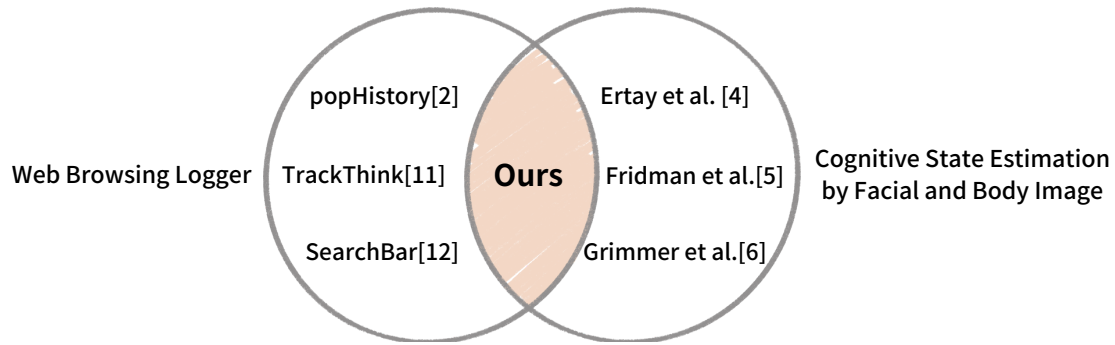 popHistory[2]
Ertay et al. [4]
Web Browsing Logger
TrackThink[11]
Ours
Fridman et al.[5]
Cognitive State Estimation
by Facial and Body Image
SearchBar[12]
Grimmer et al.[6]